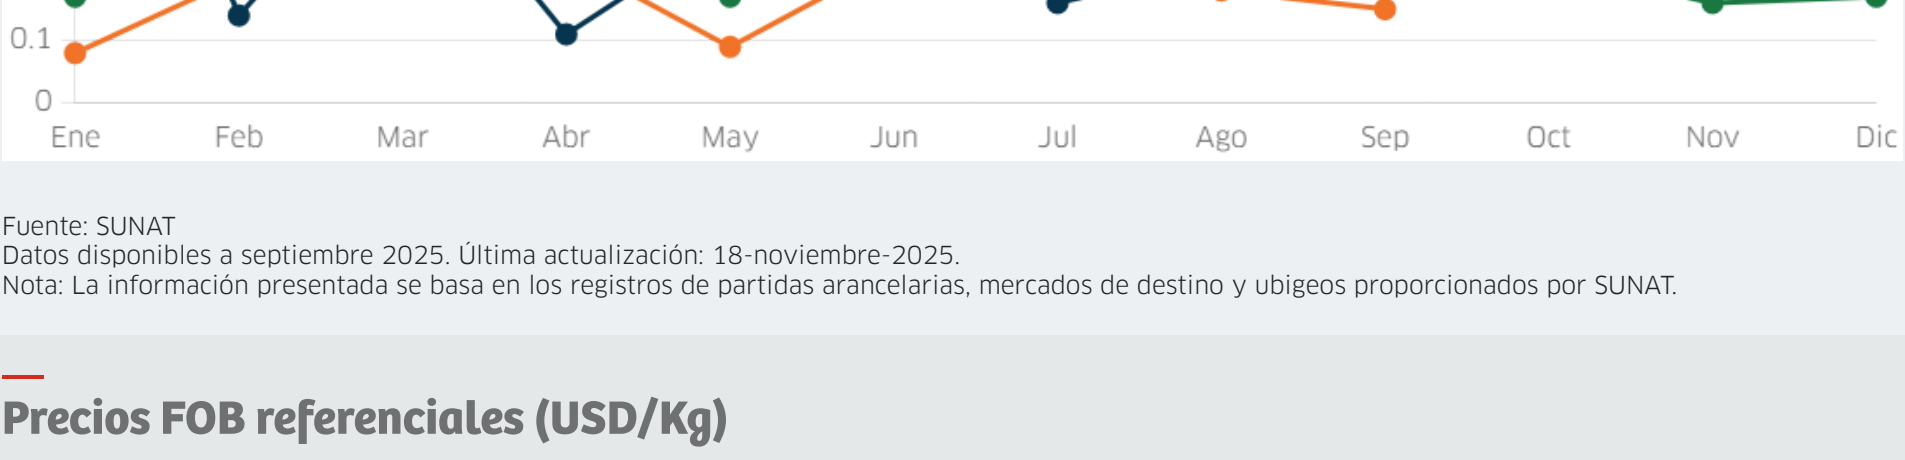 0.1
0
Ene Feb Mar Abr May Jun Jul Ago Sep Oct Nov Dic
Fuente: SUNAT
Datos disponibles a septiembre 2025. Última actualización: 18-noviembre-2025.
Nota: La información presentada se basa en los registros de partidas arancelarias, mercados de destino y ubigeos proporcionados por SUNAT.
Precios FOB referenciales (USD/Kg)